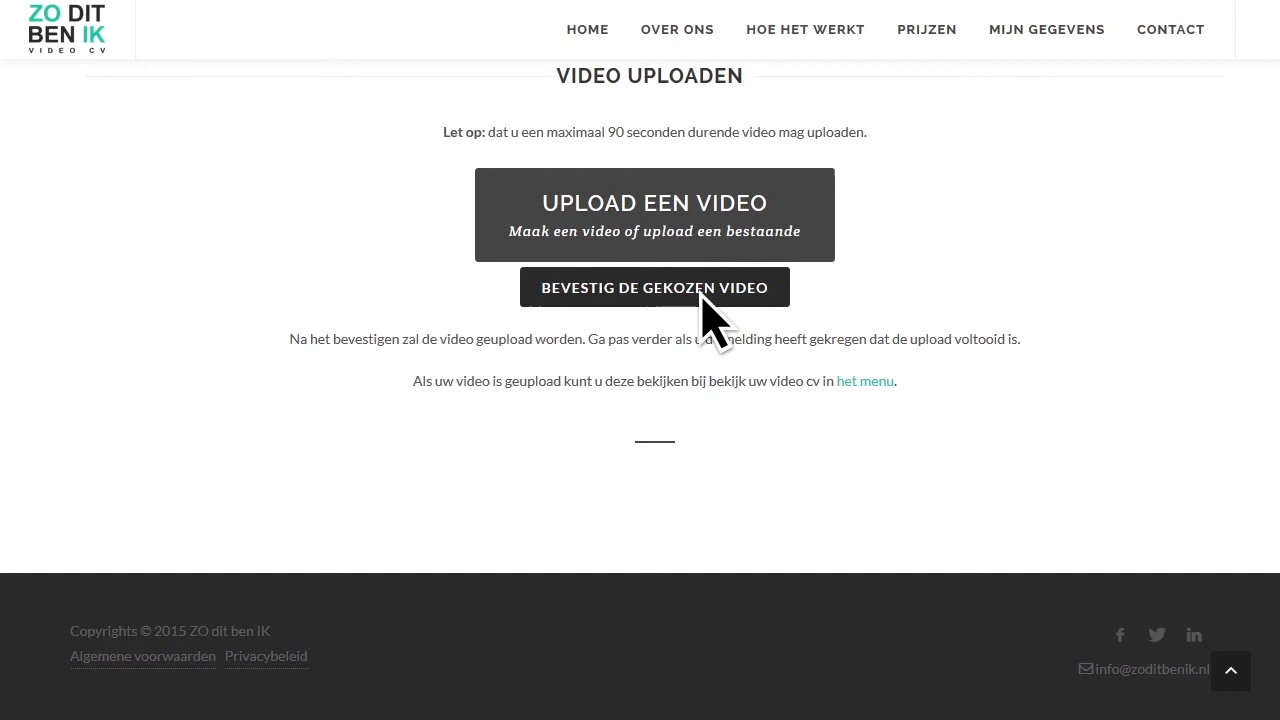 ZO DIT
BEN IK
VIDEO CV
HOME OVER ONS HOE HET WERKT PRIJZEN MIJN GEGEVENS CONTACT
VIDEO UPLOADEN
Let op: dat u een maximaal 90 seconden durende video mag uploaden.
UPLOAD EEN VIDEO
Maak een video of upload een bestaande
BEVESTIG DE GEKOZEN VIDEO
Na het bevestigen zal de video geupload worden. Ga pas verder als u heeft gekregen dat de upload voltooid is.
Als uw video is geupload kunt u deze bekijken bij bekijk uw video cv in het menu.
Copyrights © 2015 ZO dit ben IK
Algemene voorwaarden Privacybeleid
info@zoditbenik.nl